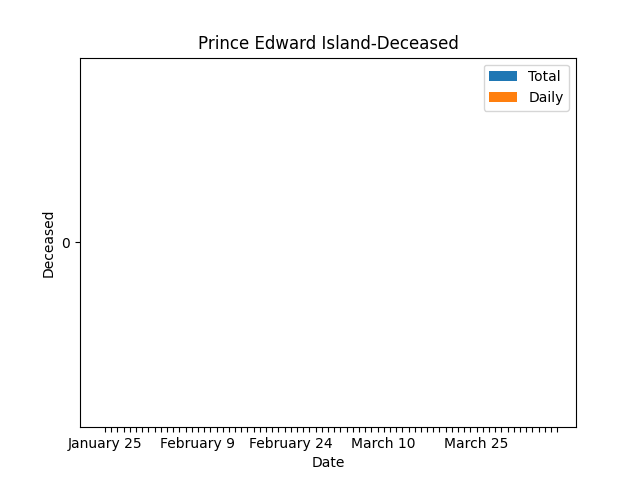 Prince Edward Island-Deceased
Total
Daily
Deceased
0
January 25 February 9 February 24 March 10 March 25
Date